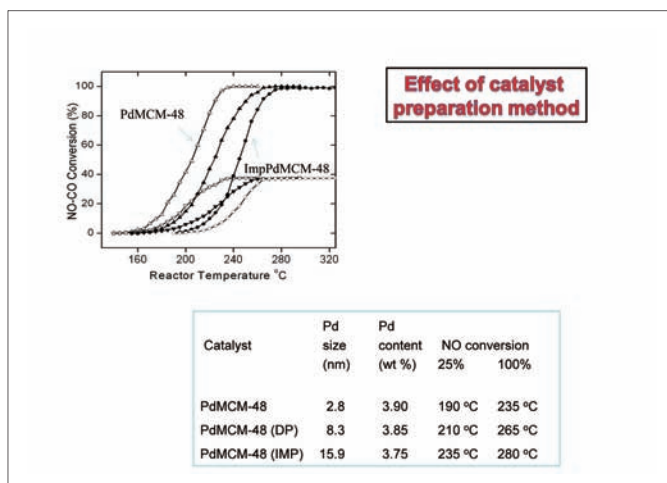 Effect of catalyst
preparation method
NO-CO Conversion (%)
100
80
60
40
20
0
PdMCM-48
ImpPdMCM-48
160 200 240 280 320
Reactor Temperature °C
Catalyst Pd size (nm) Pd content (wt %) NO conversion 25% 100%
PdMCM-48 2.8 3.90 190 ºC 235 ºC
PdMCM-48 (DP) 8.3 3.85 210 ºC 265 ºC
PdMCM-48 (IMP) 15.9 3.75 235 ºC 280 ºC